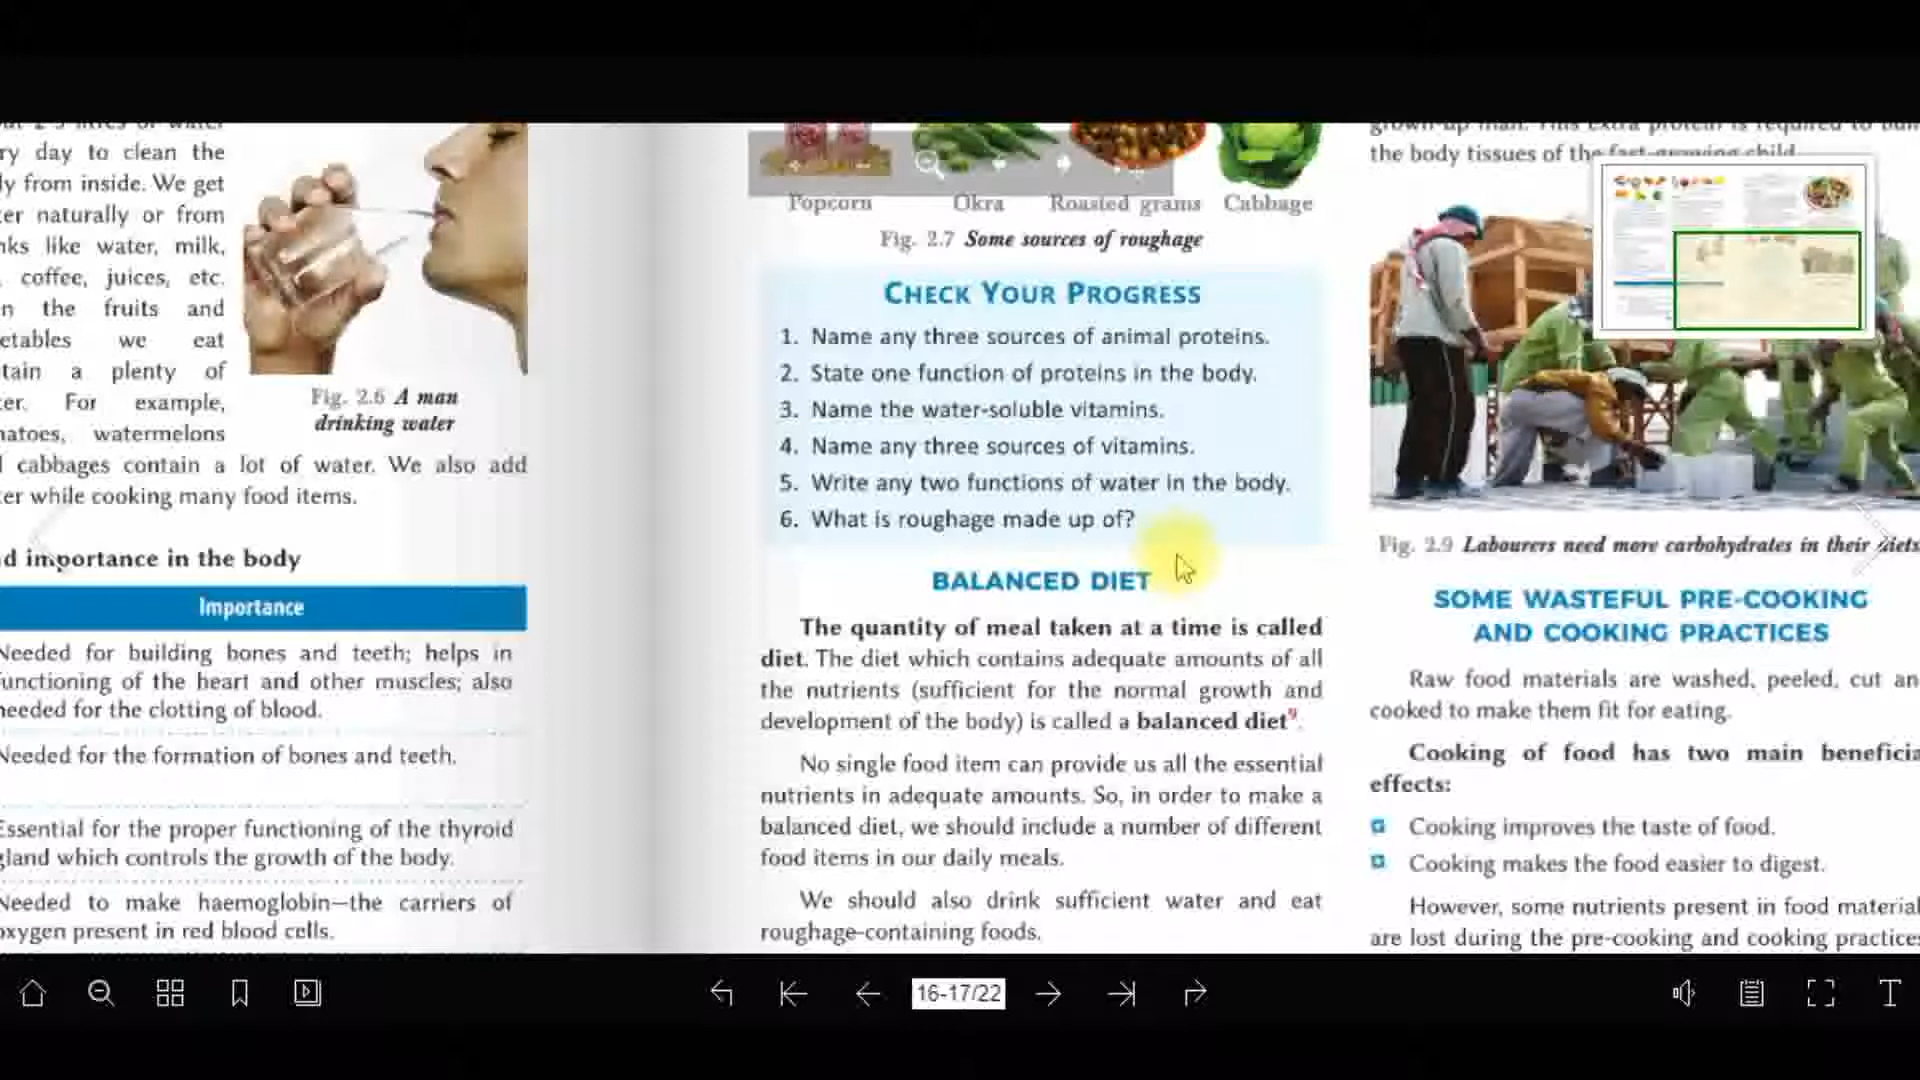 ry day to clean the
ly from inside. We get
er naturally or from
nks like water, milk,
coffee, juices, etc.
n the fruits and
etables we eat
tain a plenty of
er. For example,
natoes, watermelons
cabbages contain a lot of water. We also add
er while cooking many food items.
Fig. 2.6 A man
drinking water
d importance in the body
Importance
Needed for building bones and teeth; helps in
functioning of the heart and other muscles; also
needed for the clotting of blood.
Needed for the formation of bones and teeth.
Essential for the proper functioning of the thyroid
gland which controls the growth of the body.
Needed to make haemoglobin—the carriers of
oxygen present in red blood cells.
Popcorn Okra Roasted grams Cabbage
Fig. 2.7 Some sources of roughage
CHECK YOUR PROGRESS
1. Name any three sources of animal proteins.
2. State one function of proteins in the body.
3. Name the water-soluble vitamins.
4. Name any three sources of vitamins.
5. Write any two functions of water in the body.
6. What is roughage made up of?
BALANCED DIET
The quantity of meal taken at a time is called
diet. The diet which contains adequate amounts of all
the nutrients (sufficient for the normal growth and
development of the body) is called a balanced diet⁹.
No single food item can provide us all the essential
nutrients in adequate amounts. So, in order to make a
balanced diet, we should include a number of different
food items in our daily meals.
We should also drink sufficient water and eat
roughage-containing foods.
grown-up man. This extra protein is required to
the body tissues of the fast-growing child.
Fig. 2.9 Labourers need more carbohydrates in their diets
SOME WASTEFUL PRE-COOKING
AND COOKING PRACTICES
Raw food materials are washed, peeled, cut an
cooked to make them fit for eating.
Cooking of food has two main beneficia
effects:
Cooking improves the taste of food.
Cooking makes the food easier to digest.
However, some nutrients present in food material
are lost during the pre-cooking and cooking practices
16-17/22